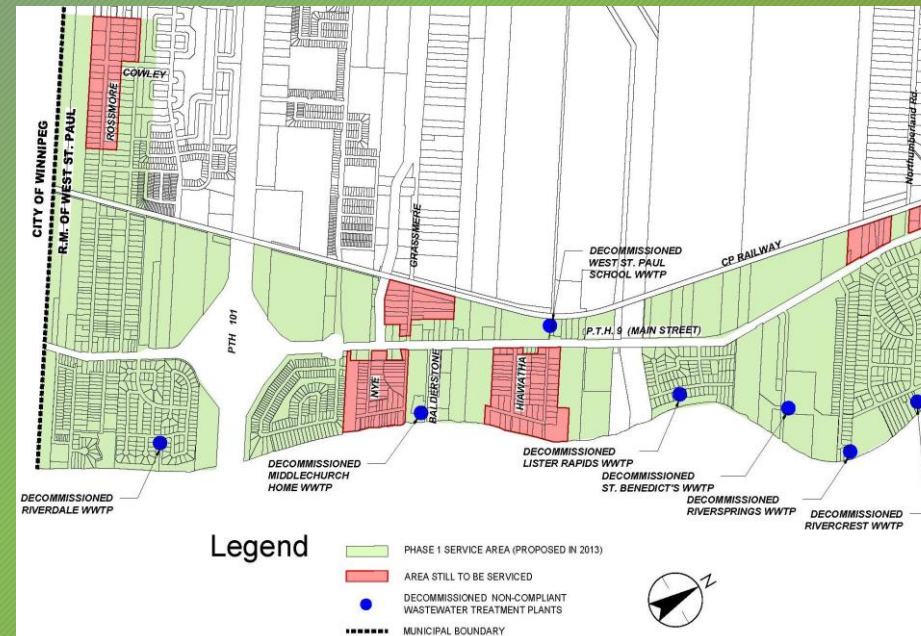 COWLEY
ROSSMORE
CITY OF WINNIPEG
R.M. OF WEST ST. PAUL
PTH 101
GRASSMERE
DECOMMISSIONED
WEST ST. PAUL
SCHOOL WWTP
CP RAILWAY
Northumberland Rd
P.T.H. 9 (MAIN STREET)
NYE
BALDERSTONE
HIAWATHA
DECOMMISSIONED
RIVERDALE WWTP
DECOMMISSIONED
MIDDLECHURCH
HOME WWTP
DECOMMISSIONED
LISTER RAPIDS WWTP
DECOMMISSIONED
ST. BENEDICT'S WWTP
DECOMMISSIONED
RIVERSPRINGS WWTP
DECOMMISSIONED
RIVERCREST WWTP
Legend
PHASE 1 SERVICE AREA (PROPOSED IN 2013)
AREA STILL TO BE SERVICED
DECOMMISSIONED NON-COMPLIANT
WASTEWATER TREATMENT PLANTS
MUNICIPAL BOUNDARY
N